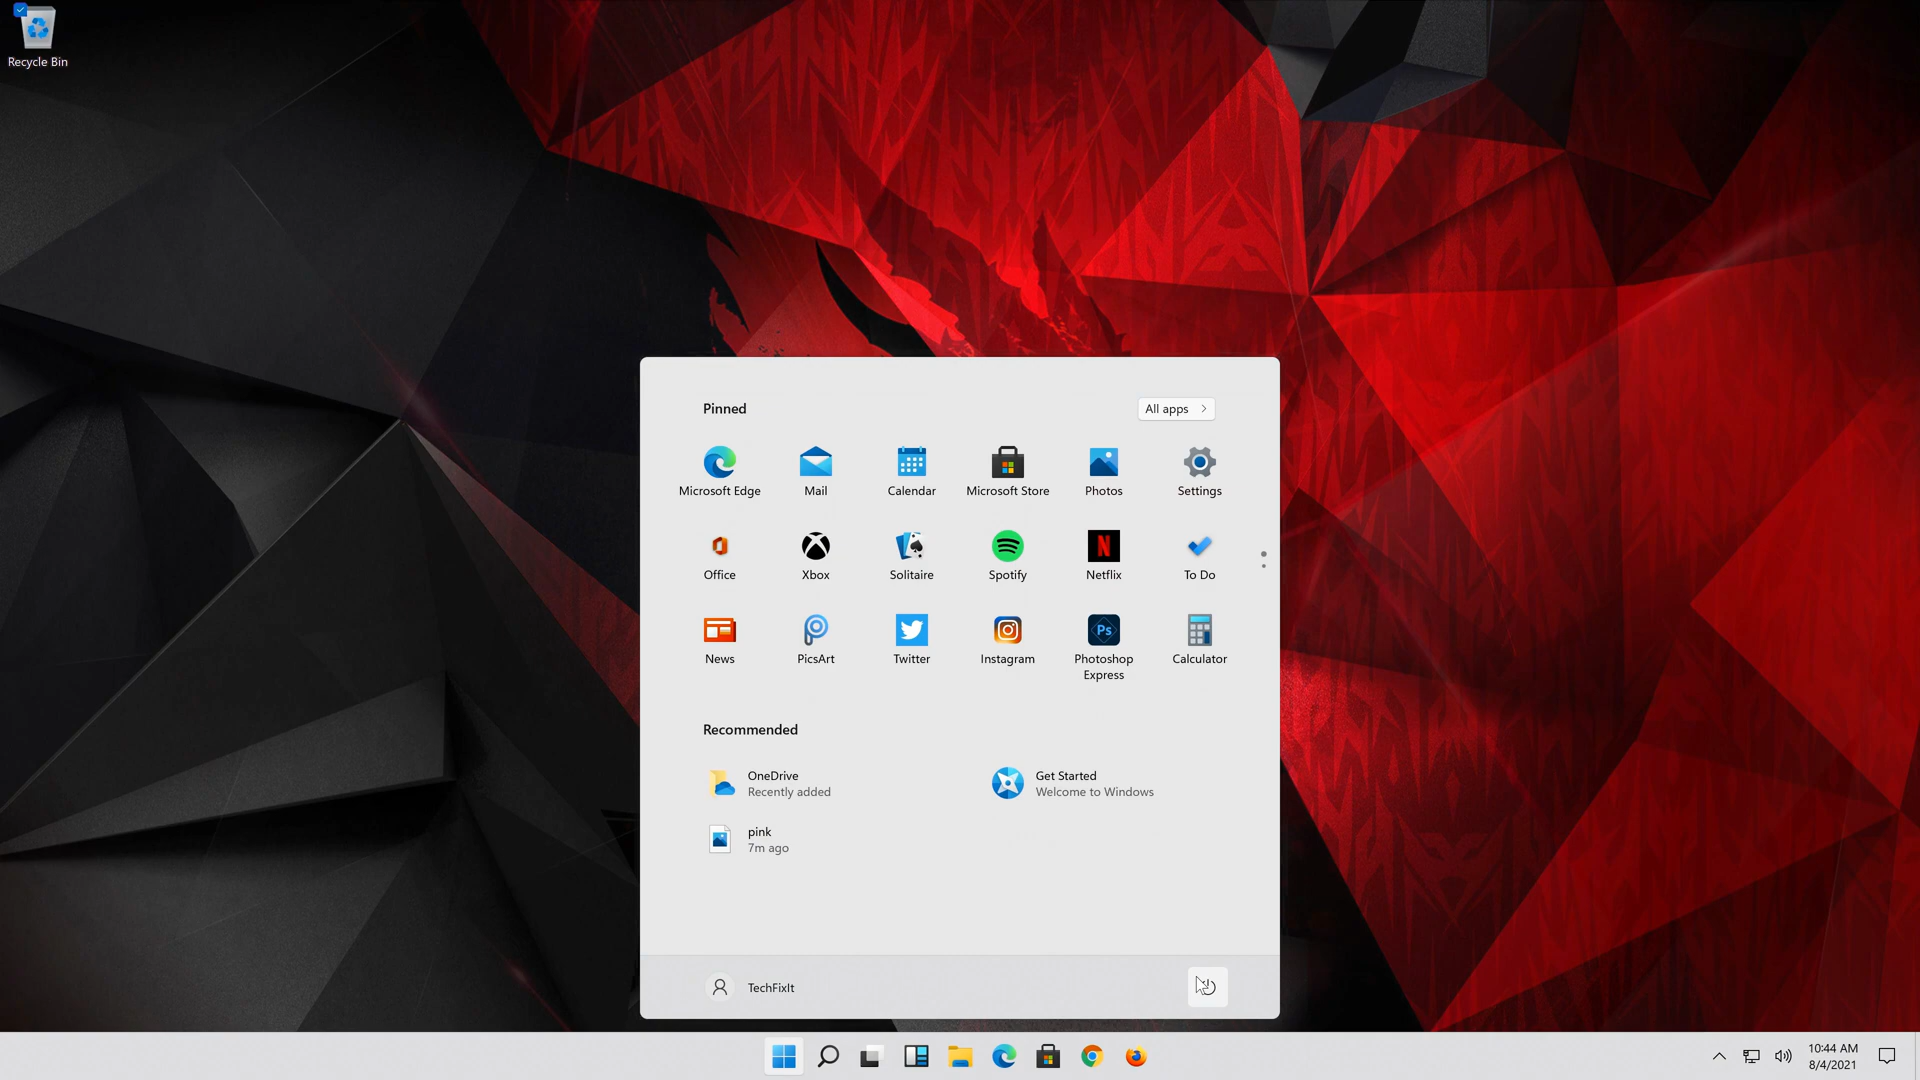 Recycle Bin
Pinned
All apps
Microsoft Edge
Mail
Calendar
Microsoft Store
Photos
Settings
Office
Xbox
Solitaire
Spotify
Netflix
To Do
News
PicsArt
Twitter
Instagram
Photoshop
Express
Calculator
Recommended
OneDrive
Recently added
Get Started
Welcome to Windows
pink
7m ago
TechFixIt
10:44 AM
8/4/2021